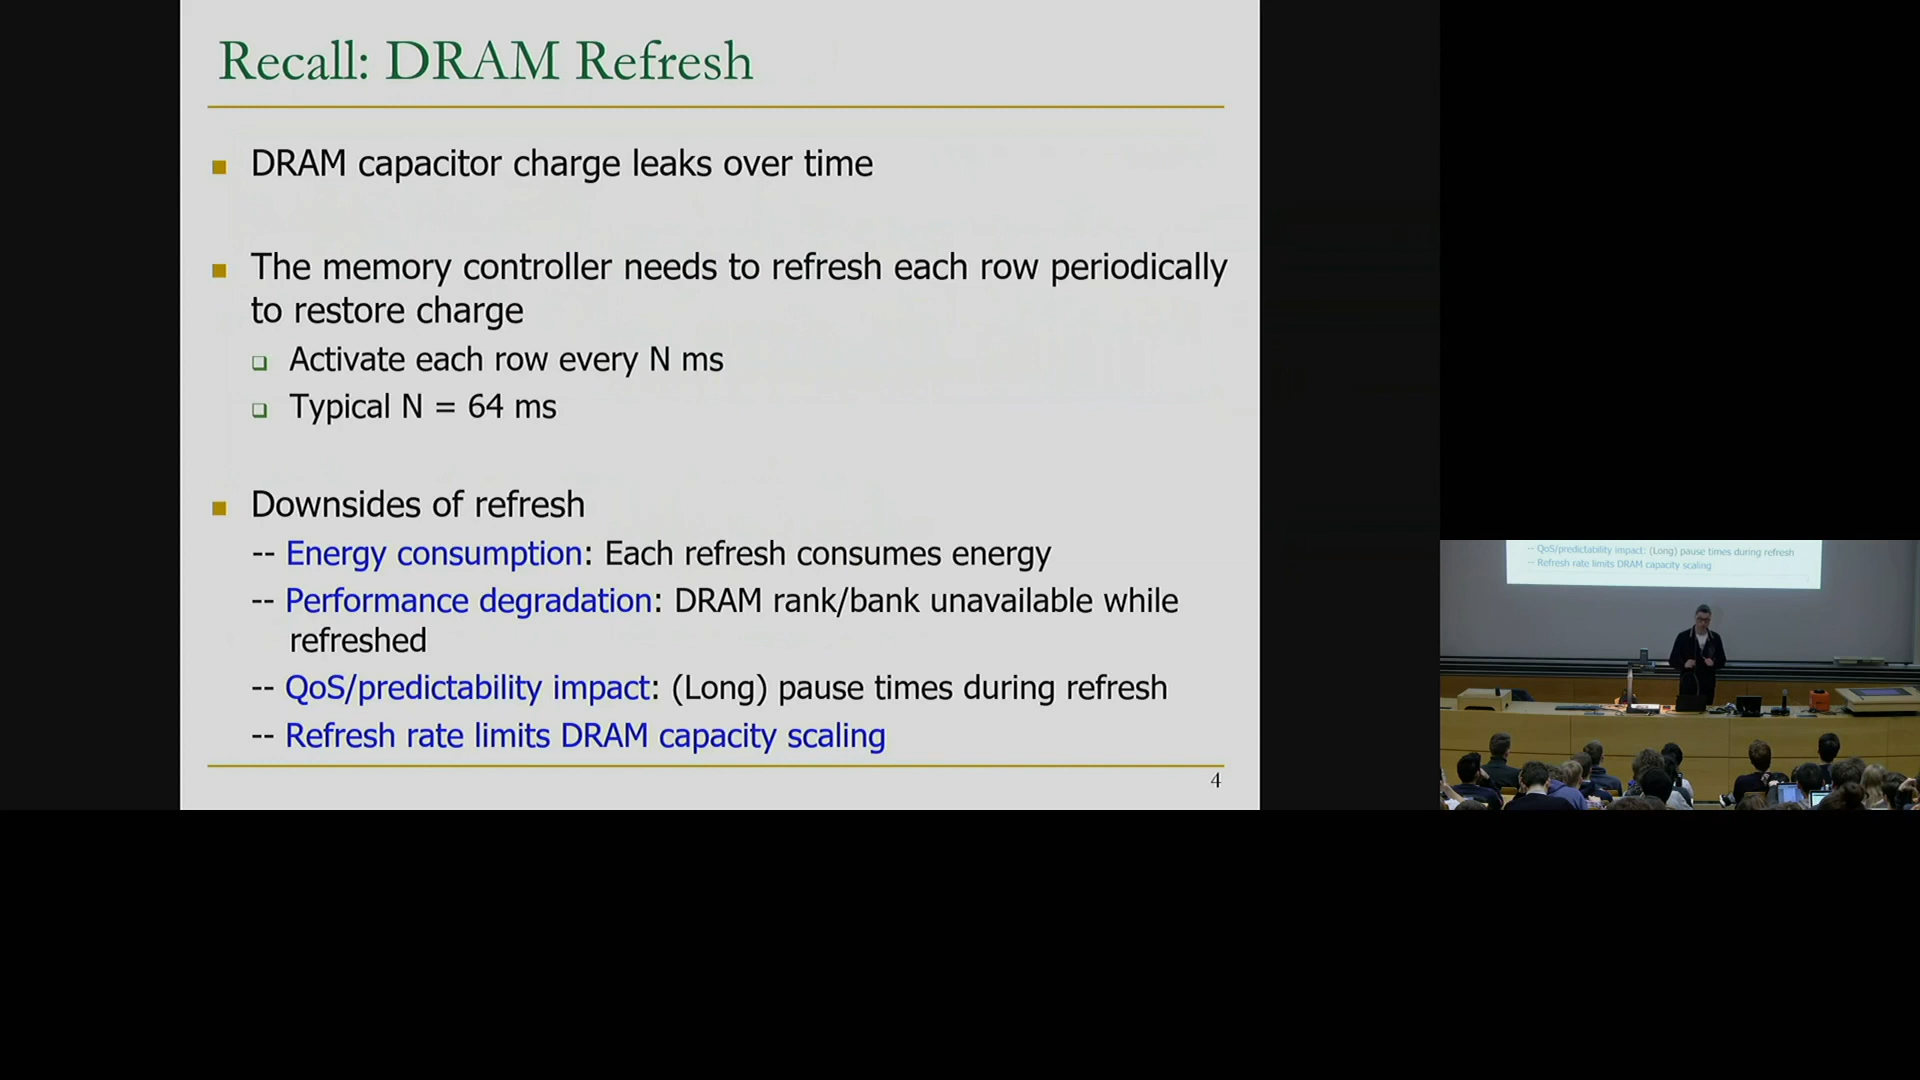 Recall: DRAM Refresh
DRAM capacitor charge leaks over time
The memory controller needs to refresh each row periodically
to restore charge
Activate each row every N ms
Typical N = 64 ms
Downsides of refresh
-- Energy consumption: Each refresh consumes energy
-- Performance degradation: DRAM rank/bank unavailable while
refreshed
-- QoS/predictability impact: (Long) pause times during refresh
-- Refresh rate limits DRAM capacity scaling
4
-- QoS/predictability impact: (Long) pause times during refresh
-- Refresh rate limits DRAM capacity scaling